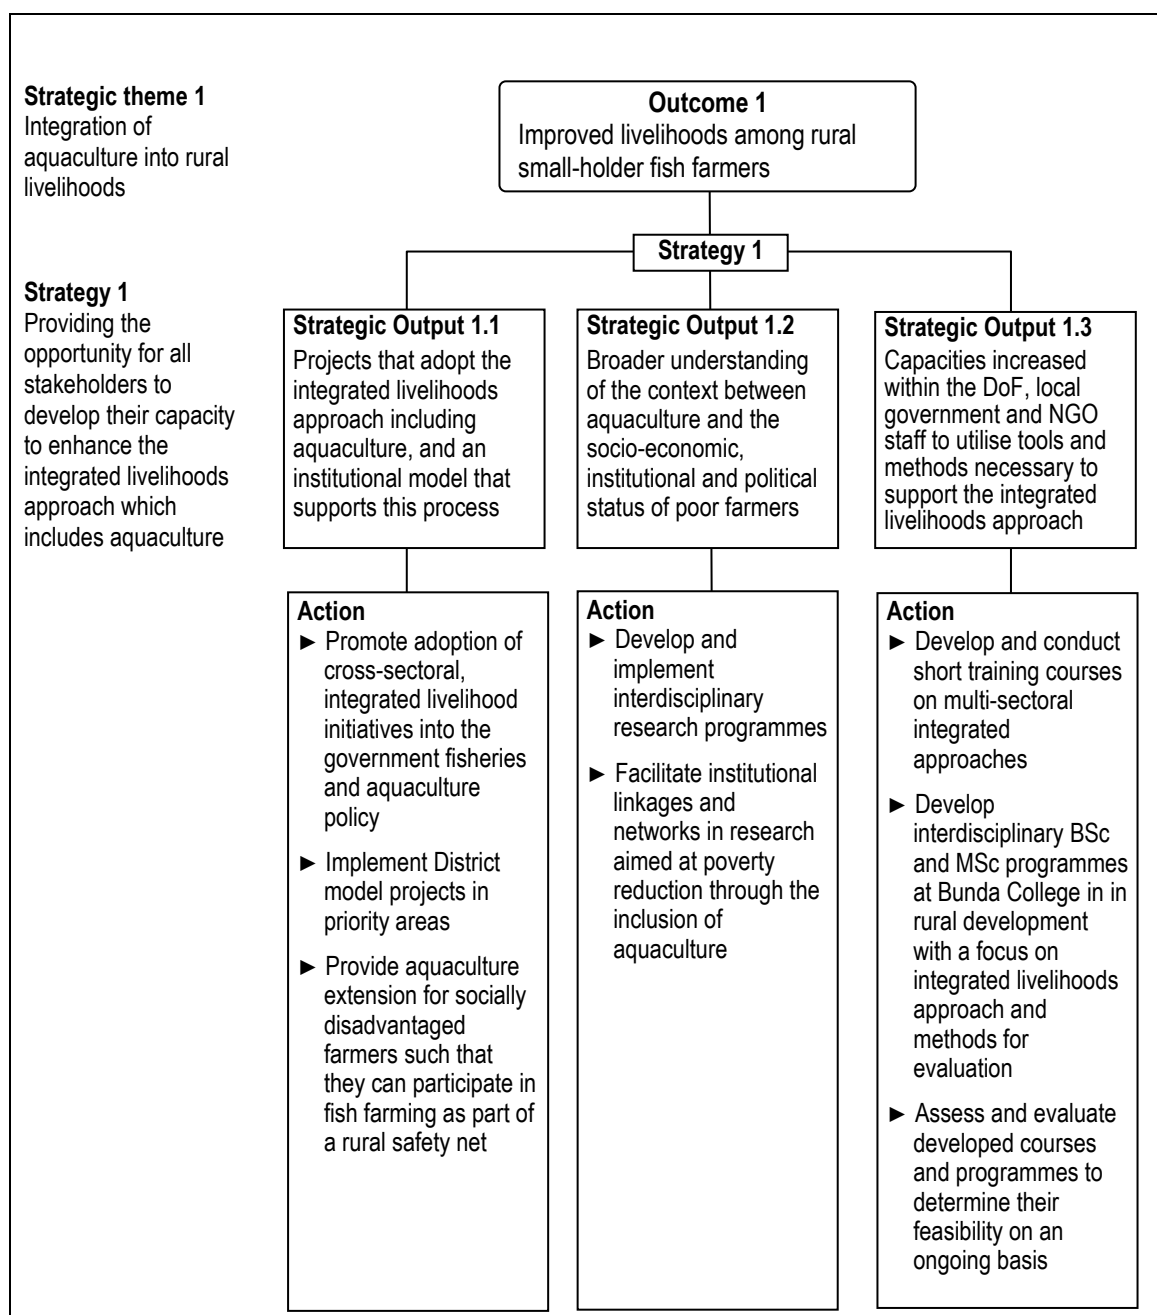 Strategic theme 1
Integration of
aquaculture into rural
livelihoods
Outcome 1
Improved livelihoods among rural
small-holder fish farmers
Strategy 1
Strategy 1
Providing the
opportunity for all
stakeholders to
develop their capacity
to enhance the
integrated livelihoods
approach which
includes aquaculture
Strategic Output 1.1
Projects that adopt the
integrated livelihoods
approach including
aquaculture, and an
institutional model that
supports this process
Strategic Output 1.2
Broader understanding
of the context between
aquaculture and the
socio-economic,
institutional and political
status of poor farmers
Strategic Output 1.3
Capacities increased
within the DoF, local
government and NGO
staff to utilise tools and
methods necessary to
support the integrated
livelihoods approach
Action
► Promote adoption of
cross-sectoral,
integrated livelihood
initiatives into the
government fisheries
and aquaculture
policy
► Implement District
model projects in
priority areas
► Provide aquaculture
extension for socially
disadvantaged
farmers such that
they can participate in
fish farming as part of
a rural safety net
Action
► Develop and
implement
interdisciplinary
research programmes
► Facilitate institutional
linkages and
networks in research
aimed at poverty
reduction through the
inclusion of
aquaculture
Action
► Develop and conduct
short training courses
on multi-sectoral
integrated
approaches
► Develop
interdisciplinary BSc
and MSc programmes
at Bunda College in in
rural development
with a focus on
integrated livelihoods
approach and
methods for
evaluation
► Assess and evaluate
developed courses
and programmes to
determine their
feasibility on an
ongoing basis